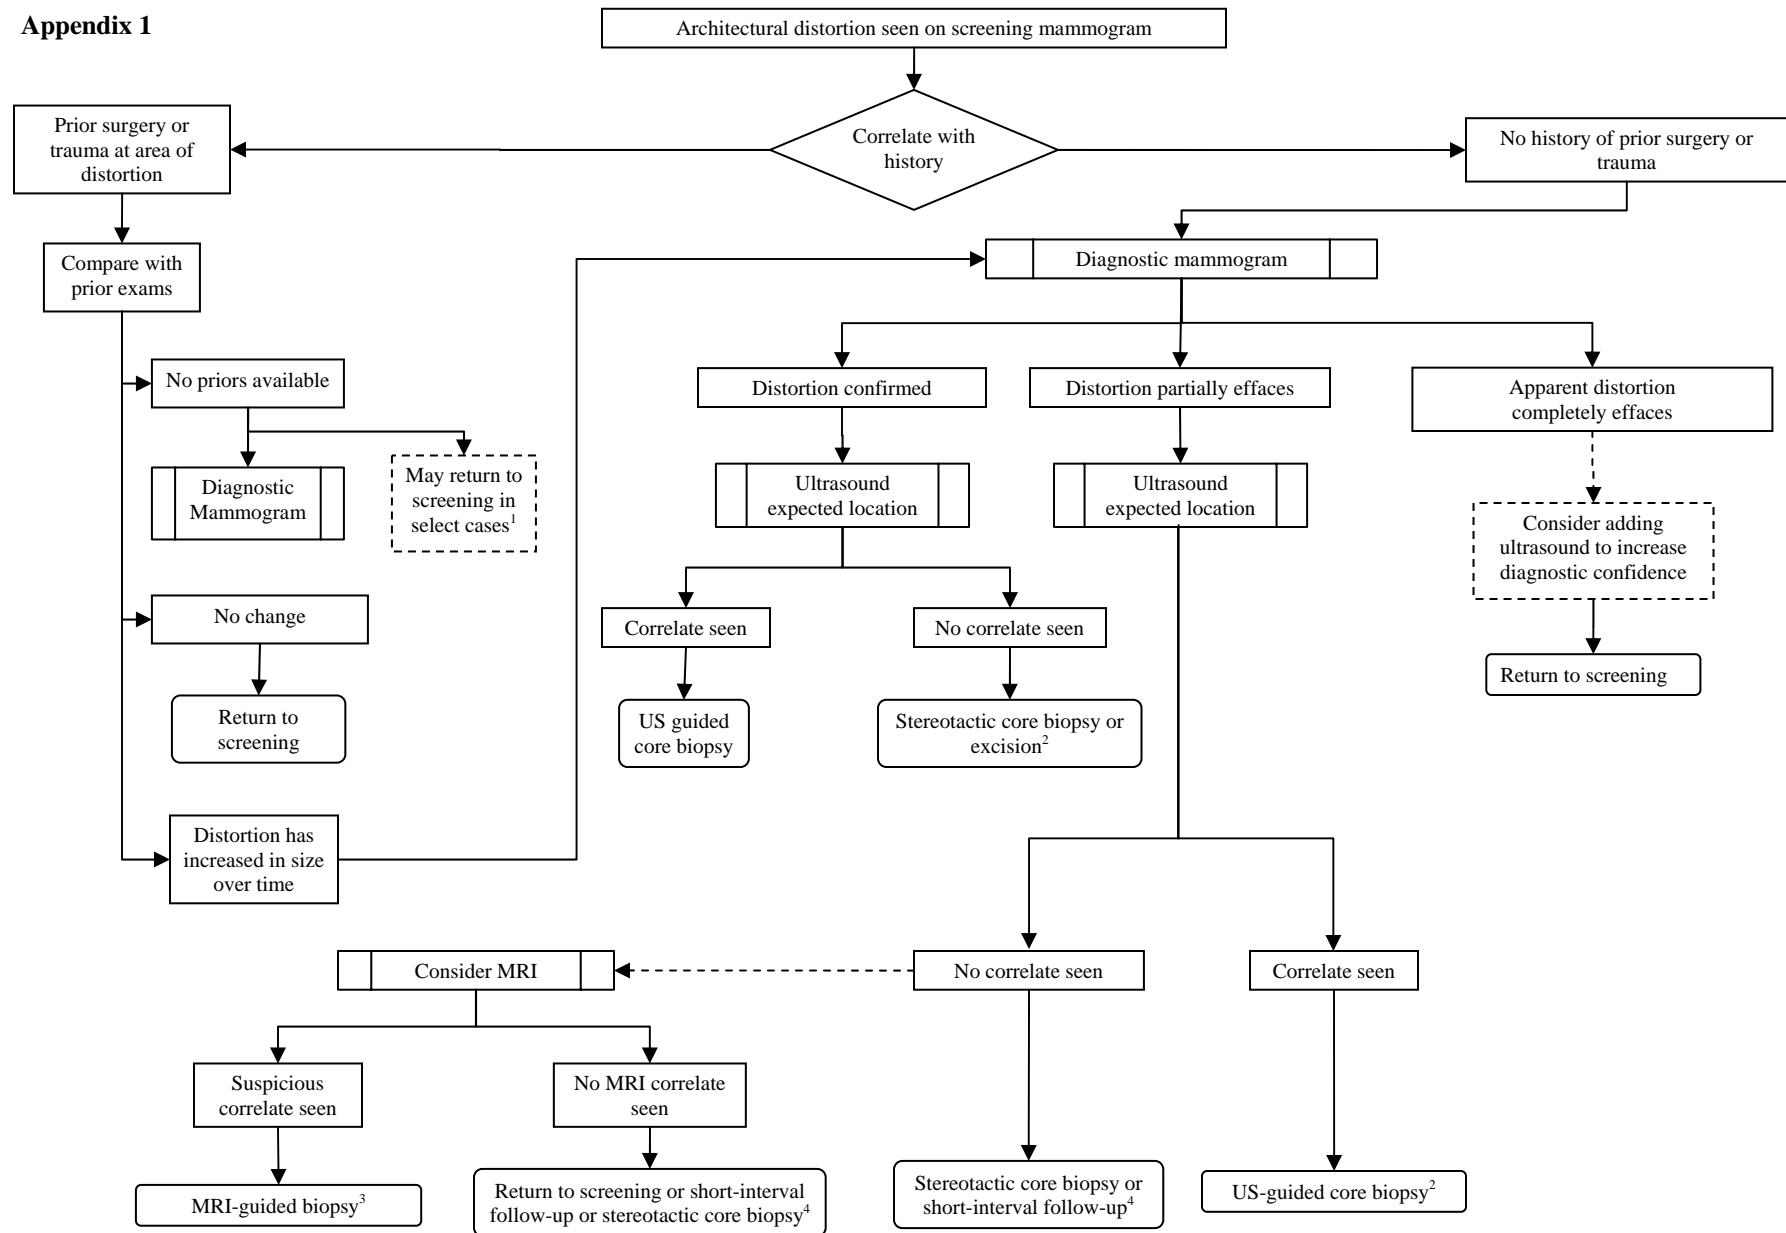 Appendix 1
Architectural distortion seen on screening mammogram
Correlate with
history
Prior surgery or
trauma at area of
distortion
No history of prior surgery or
trauma
Compare with
prior exams
Diagnostic mammogram
No priors available
Diagnostic
Mammogram
May return to
screening in
select cases¹
Distortion confirmed
Distortion partially effaces
Apparent distortion
completely effaces
Ultrasound
expected location
Ultrasound
expected location
Consider adding
ultrasound to increase
diagnostic confidence
No change
Correlate seen
No correlate seen
Return to screening
Return to
screening
US guided
core biopsy
Stereotactic core biopsy or
excision²
Distortion has
increased in size
over time
Consider MRI
No correlate seen
Correlate seen
Suspicious
correlate seen
No MRI correlate
seen
MRI-guided biopsy³
Return to screening or short-interval
follow-up or stereotactic core biopsy⁴
Stereotactic core biopsy or
short-interval follow-up⁴
US-guided core biopsy²